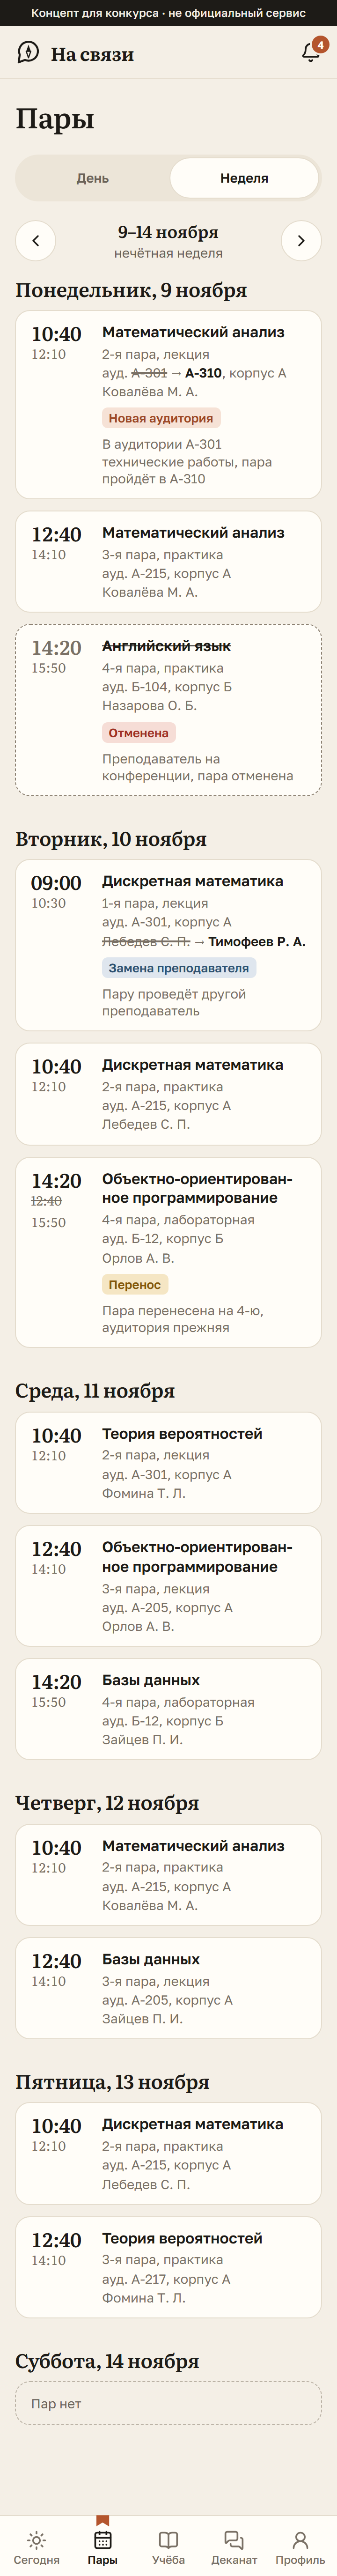 Концепт для конкурса · не официальный сервис
На связи
4
Пары
День
Неделя
9–14 ноября
нечётная неделя
Понедельник, 9 ноября
10:40
12:10
Математический анализ
2-я пара, лекция
ауд. А-301 → А-310, корпус А
Ковалёва М. А.
Новая аудитория
В аудитории А-301
технические работы, пара
пройдёт в А-310
12:40
14:10
Математический анализ
3-я пара, практика
ауд. А-215, корпус А
Ковалёва М. А.
14:20
15:50
Английский язык
4-я пара, практика
ауд. Б-104, корпус Б
Назарова О. Б.
Отменена
Преподаватель на
конференции, пара отменена
Вторник, 10 ноября
09:00
10:30
Дискретная математика
1-я пара, лекция
ауд. А-301, корпус А
Лебедев С. П. → Тимофеев Р. А.
Замена преподавателя
Пару проведёт другой
преподаватель
10:40
12:10
Дискретная математика
2-я пара, практика
ауд. А-215, корпус А
Лебедев С. П.
14:20
12:40
15:50
Объектно-ориентирован-
ное программирование
4-я пара, лабораторная
ауд. Б-12, корпус Б
Орлов А. В.
Перенос
Пара перенесена на 4-ю,
аудитория прежняя
Среда, 11 ноября
10:40
12:10
Теория вероятностей
2-я пара, лекция
ауд. А-301, корпус А
Фомина Т. Л.
12:40
14:10
Объектно-ориентирован-
ное программирование
3-я пара, лекция
ауд. А-205, корпус А
Орлов А. В.
14:20
15:50
Базы данных
4-я пара, лабораторная
ауд. Б-12, корпус Б
Зайцев П. И.
Четверг, 12 ноября
10:40
12:10
Математический анализ
2-я пара, практика
ауд. А-215, корпус А
Ковалёва М. А.
12:40
14:10
Базы данных
3-я пара, лекция
ауд. А-205, корпус А
Зайцев П. И.
Пятница, 13 ноября
10:40
12:10
Дискретная математика
2-я пара, практика
ауд. А-215, корпус А
Лебедев С. П.
12:40
14:10
Теория вероятностей
3-я пара, практика
ауд. А-217, корпус А
Фомина Т. Л.
Суббота, 14 ноября
Пар нет
Сегодня
Пары
Учёба
Деканат
Профиль